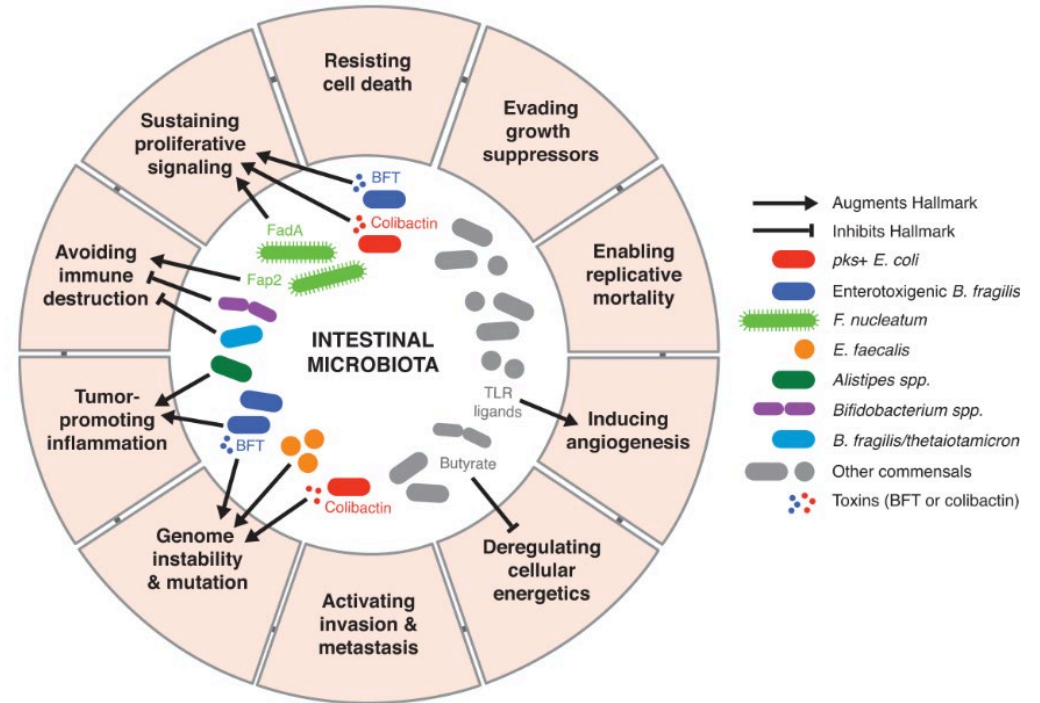 Resisting
cell death
Evading
growth
suppressors
Enabling
replicative
mortality
Inducing
angiogenesis
Deregulating
cellular
energetics
Activating
invasion &
metastasis
Genome
instability
& mutation
Tumor-
promoting
inflammation
Avoiding
immune
destruction
Sustaining
proliferative
signaling
BFT
Colibactin
FadA
Fap2
INTESTINAL
MICROBIOTA
TLR
ligands
Butyrate
BFT
Colibactin
Augments Hallmark
Inhibits Hallmark
pks+ E. coli
Enterotoxigenic B. fragilis
F. nucleatum
E. faecalis
Alistipes spp.
Bifidobacterium spp.
B. fragilis/thetaiotamicron
Other commensals
Toxins (BFT or colibactin)